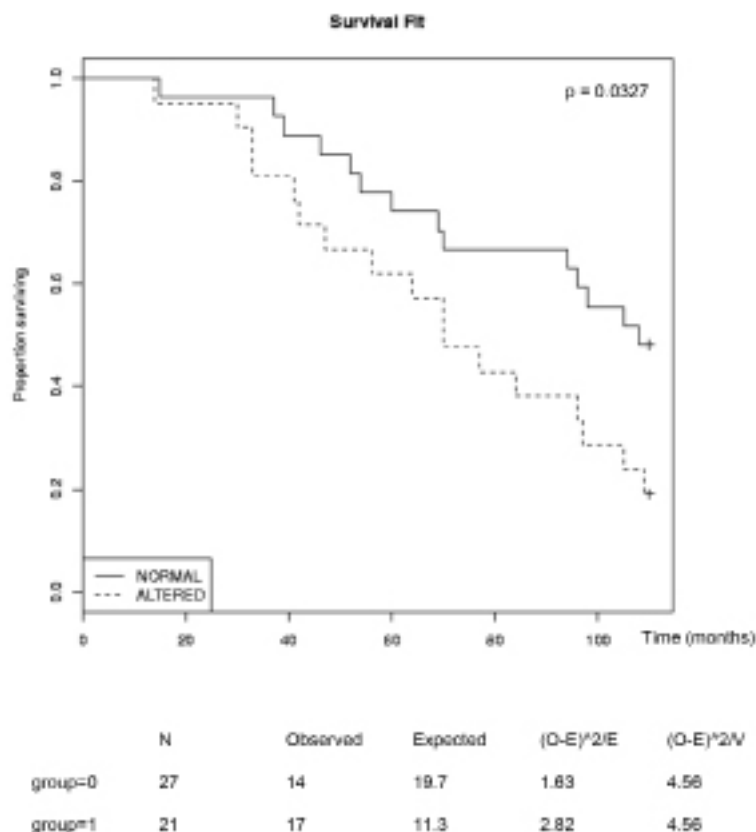 Survival Fit
p = 0.0327
1.0
0.8
0.6
0.4
0.2
0.0
Proportion surviving
NORMAL
ALTERED
0 20 40 60 80 100 Time (months)
N Observed Expected (O-E)^2/E (O-E)^2/V
group=0 27 14 19.7 1.63 4.56
group=1 21 17 11.3 2.82 4.56